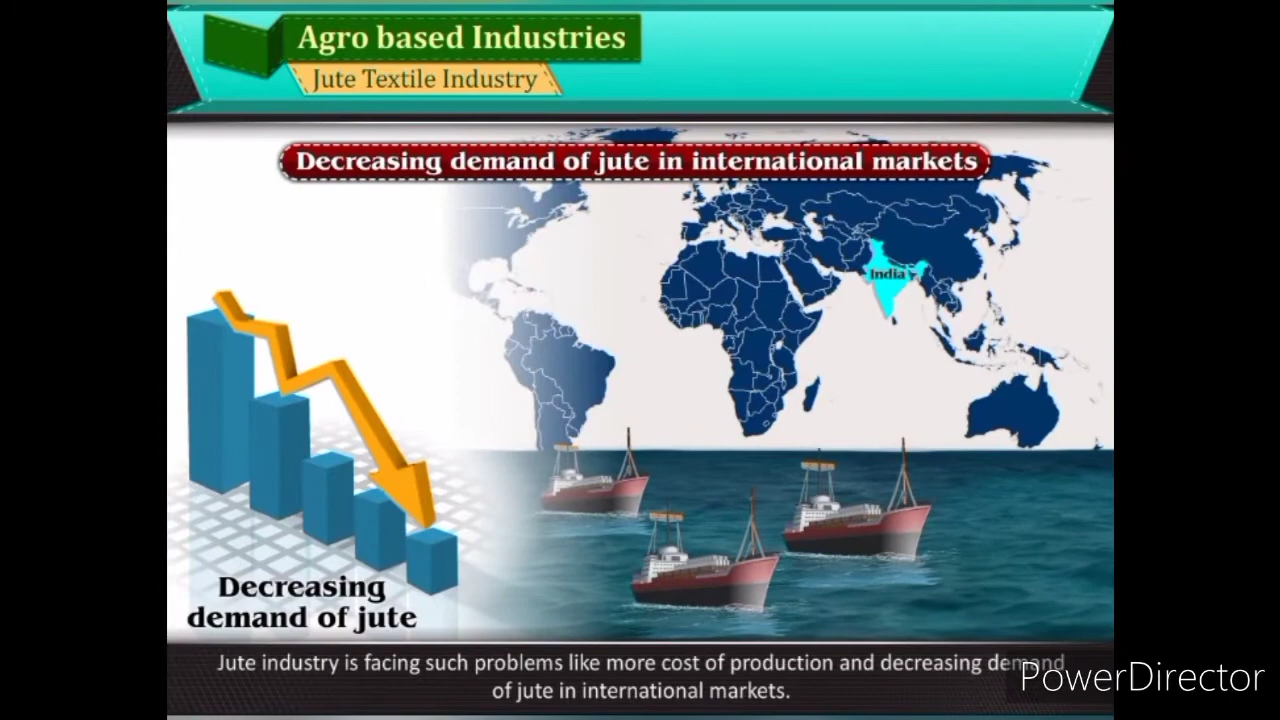 Agro based Industries
Jute Textile Industry
Decreasing demand of jute in international markets
India
Decreasing
demand of jute
Jute industry is facing such problems like more cost of production and decreasing demand
of jute in international markets.
PowerDirector